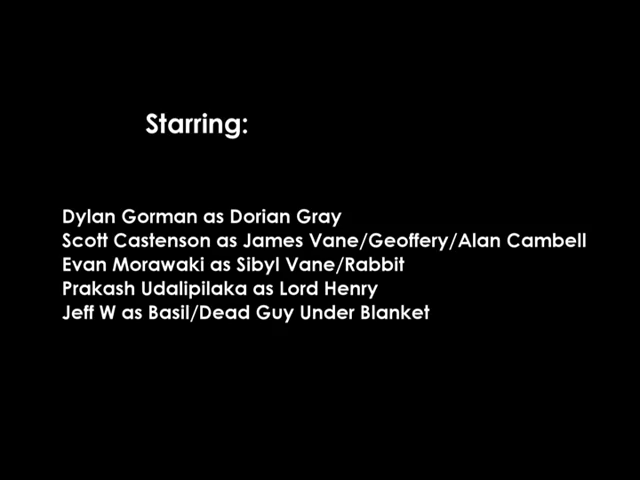 Starring:
Dylan Gorman as Dorian Gray
Scott Castenson as James Vane/Geoffery/Alan Cambell
Evan Morawaki as Sibyl Vane/Rabbit
Prakash Udalipilaka as Lord Henry
Jeff W as Basil/Dead Guy Under Blanket